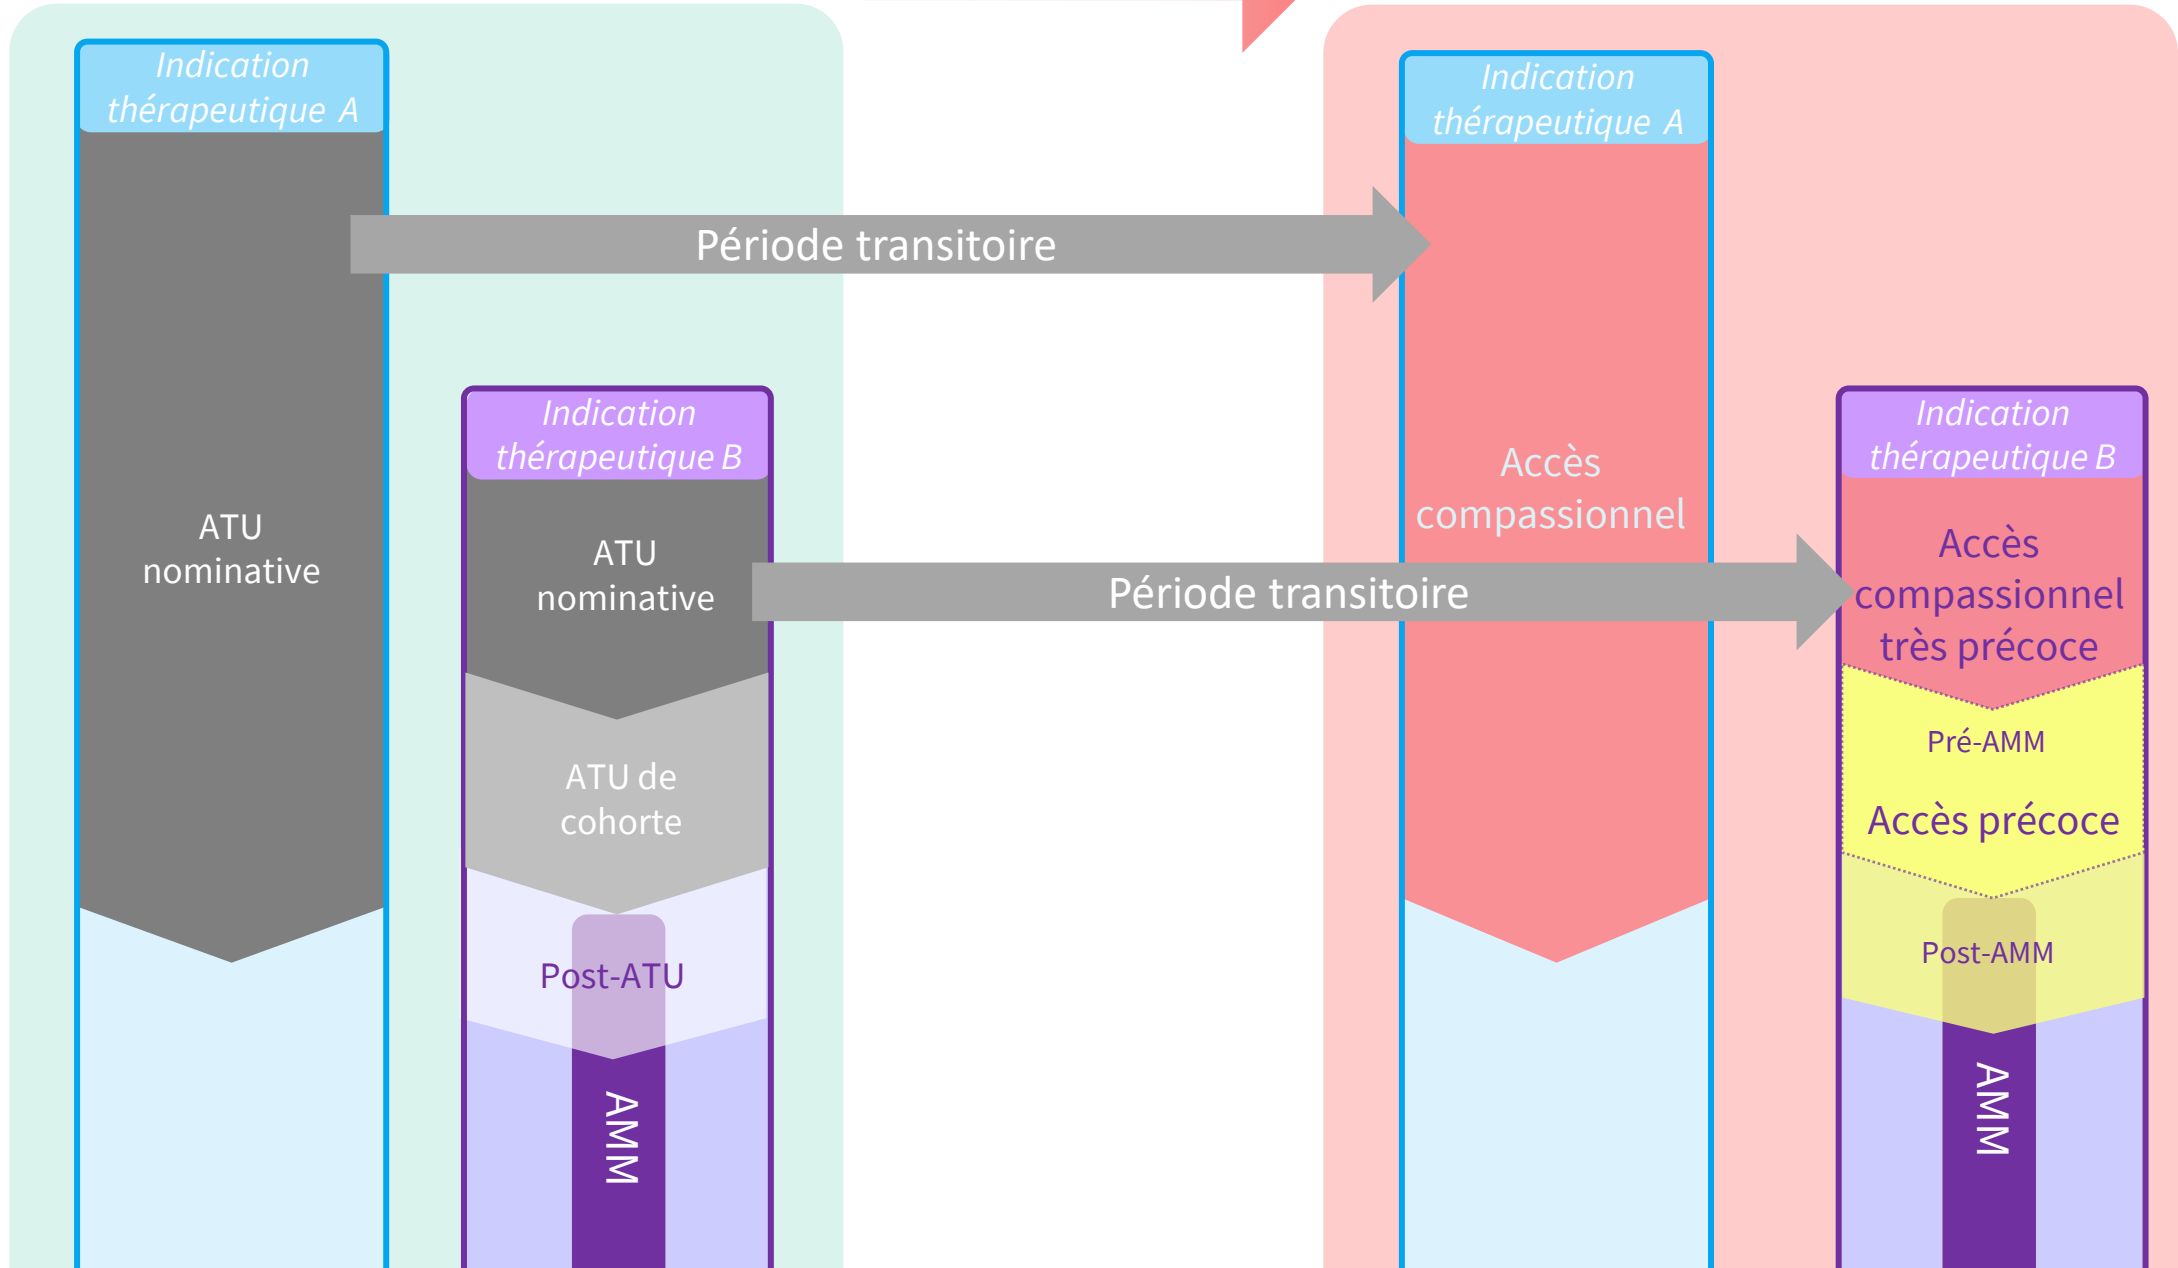 Indication
thérapeutique A
Période transitoire
ATU
nominative
Indication
thérapeutique B
ATU
nominative
Période transitoire
ATU de
cohorte
Post-ATU
AMM
Indication
thérapeutique A
Accès
compassionnel
Indication
thérapeutique B
Accès
compassionnel
très précoce
Pré-AMM
Accès précoce
Post-AMM
AMM